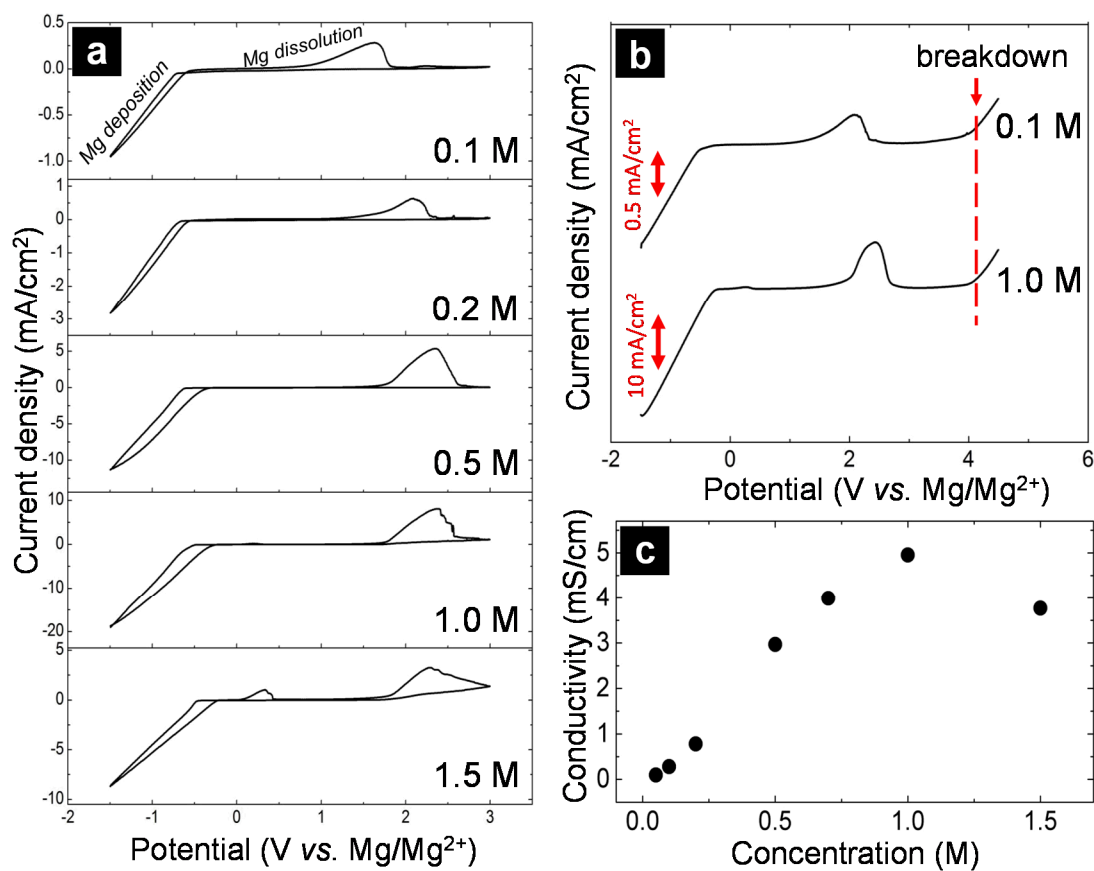 a
Current density (mA/cm²)
Mg deposition
Mg dissolution
0.5
0.0
-0.5
-1.0
0.1 M
1
0
-1
-2
-3
0.2 M
5
0
-5
-10
0.5 M
10
0
-10
-20
1.0 M
5
0
-5
-10
1.5 M
-2 -1 0 1 2 3
Potential (V vs. Mg/Mg²⁺)
b
Current density (mA/cm²)
breakdown
0.1 M
0.5 mA/cm²
1.0 M
10 mA/cm²
-2 0 2 4 6
Potential (V vs. Mg/Mg²⁺)
c
Conductivity (mS/cm)
5
4
3
2
1
0
0.0 0.5 1.0 1.5
Concentration (M)